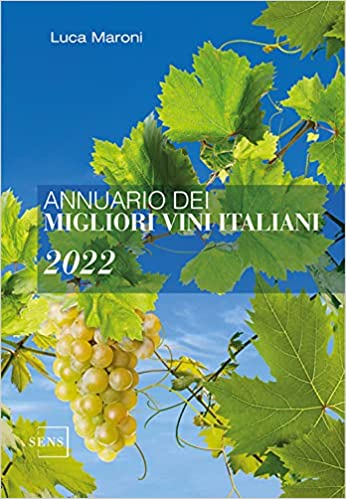 Luca Maroni
ANNUARIO DEI
MIGLIORI VINI ITALIANI
2022
SENS